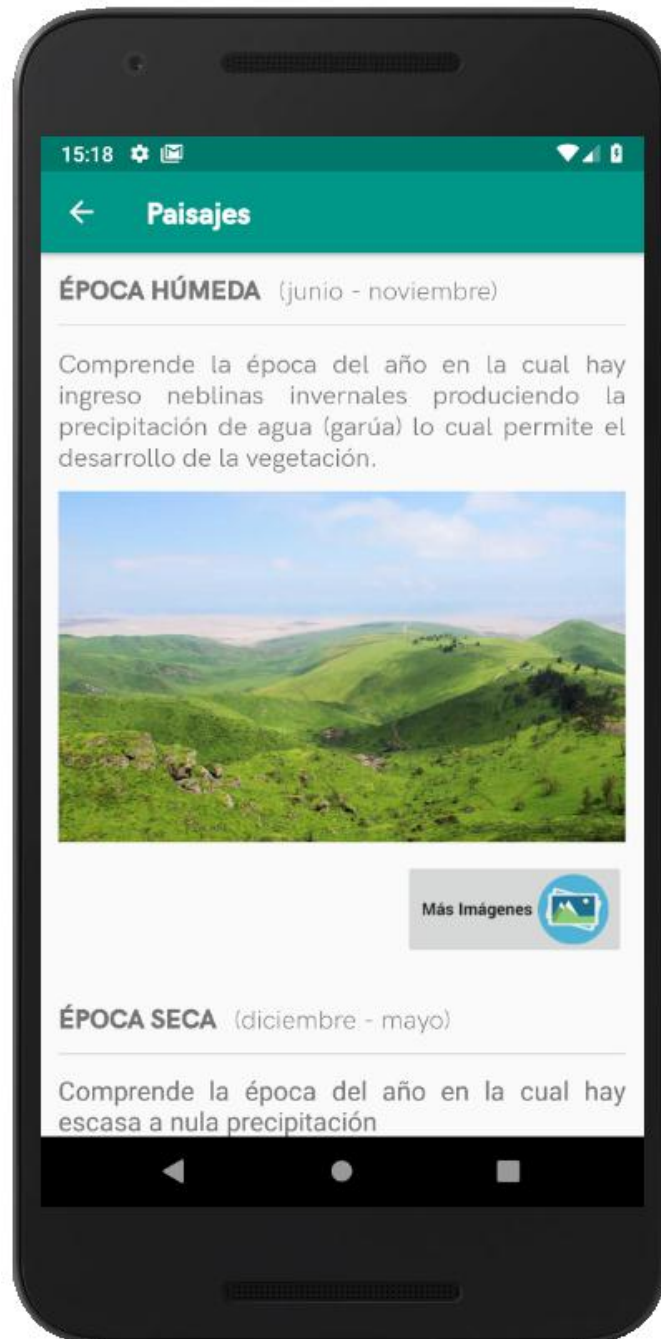 15:18
Paisajes
ÉPOCA HÚMEDA (junio - noviembre)
Comprende la época del año en la cual hay
ingreso neblinas invernales produciendo la
precipitación de agua (garúa) lo cual permite el
desarrollo de la vegetación.
Más Imágenes
ÉPOCA SECA (diciembre - mayo)
Comprende la época del año en la cual hay
escasa a nula precipitación